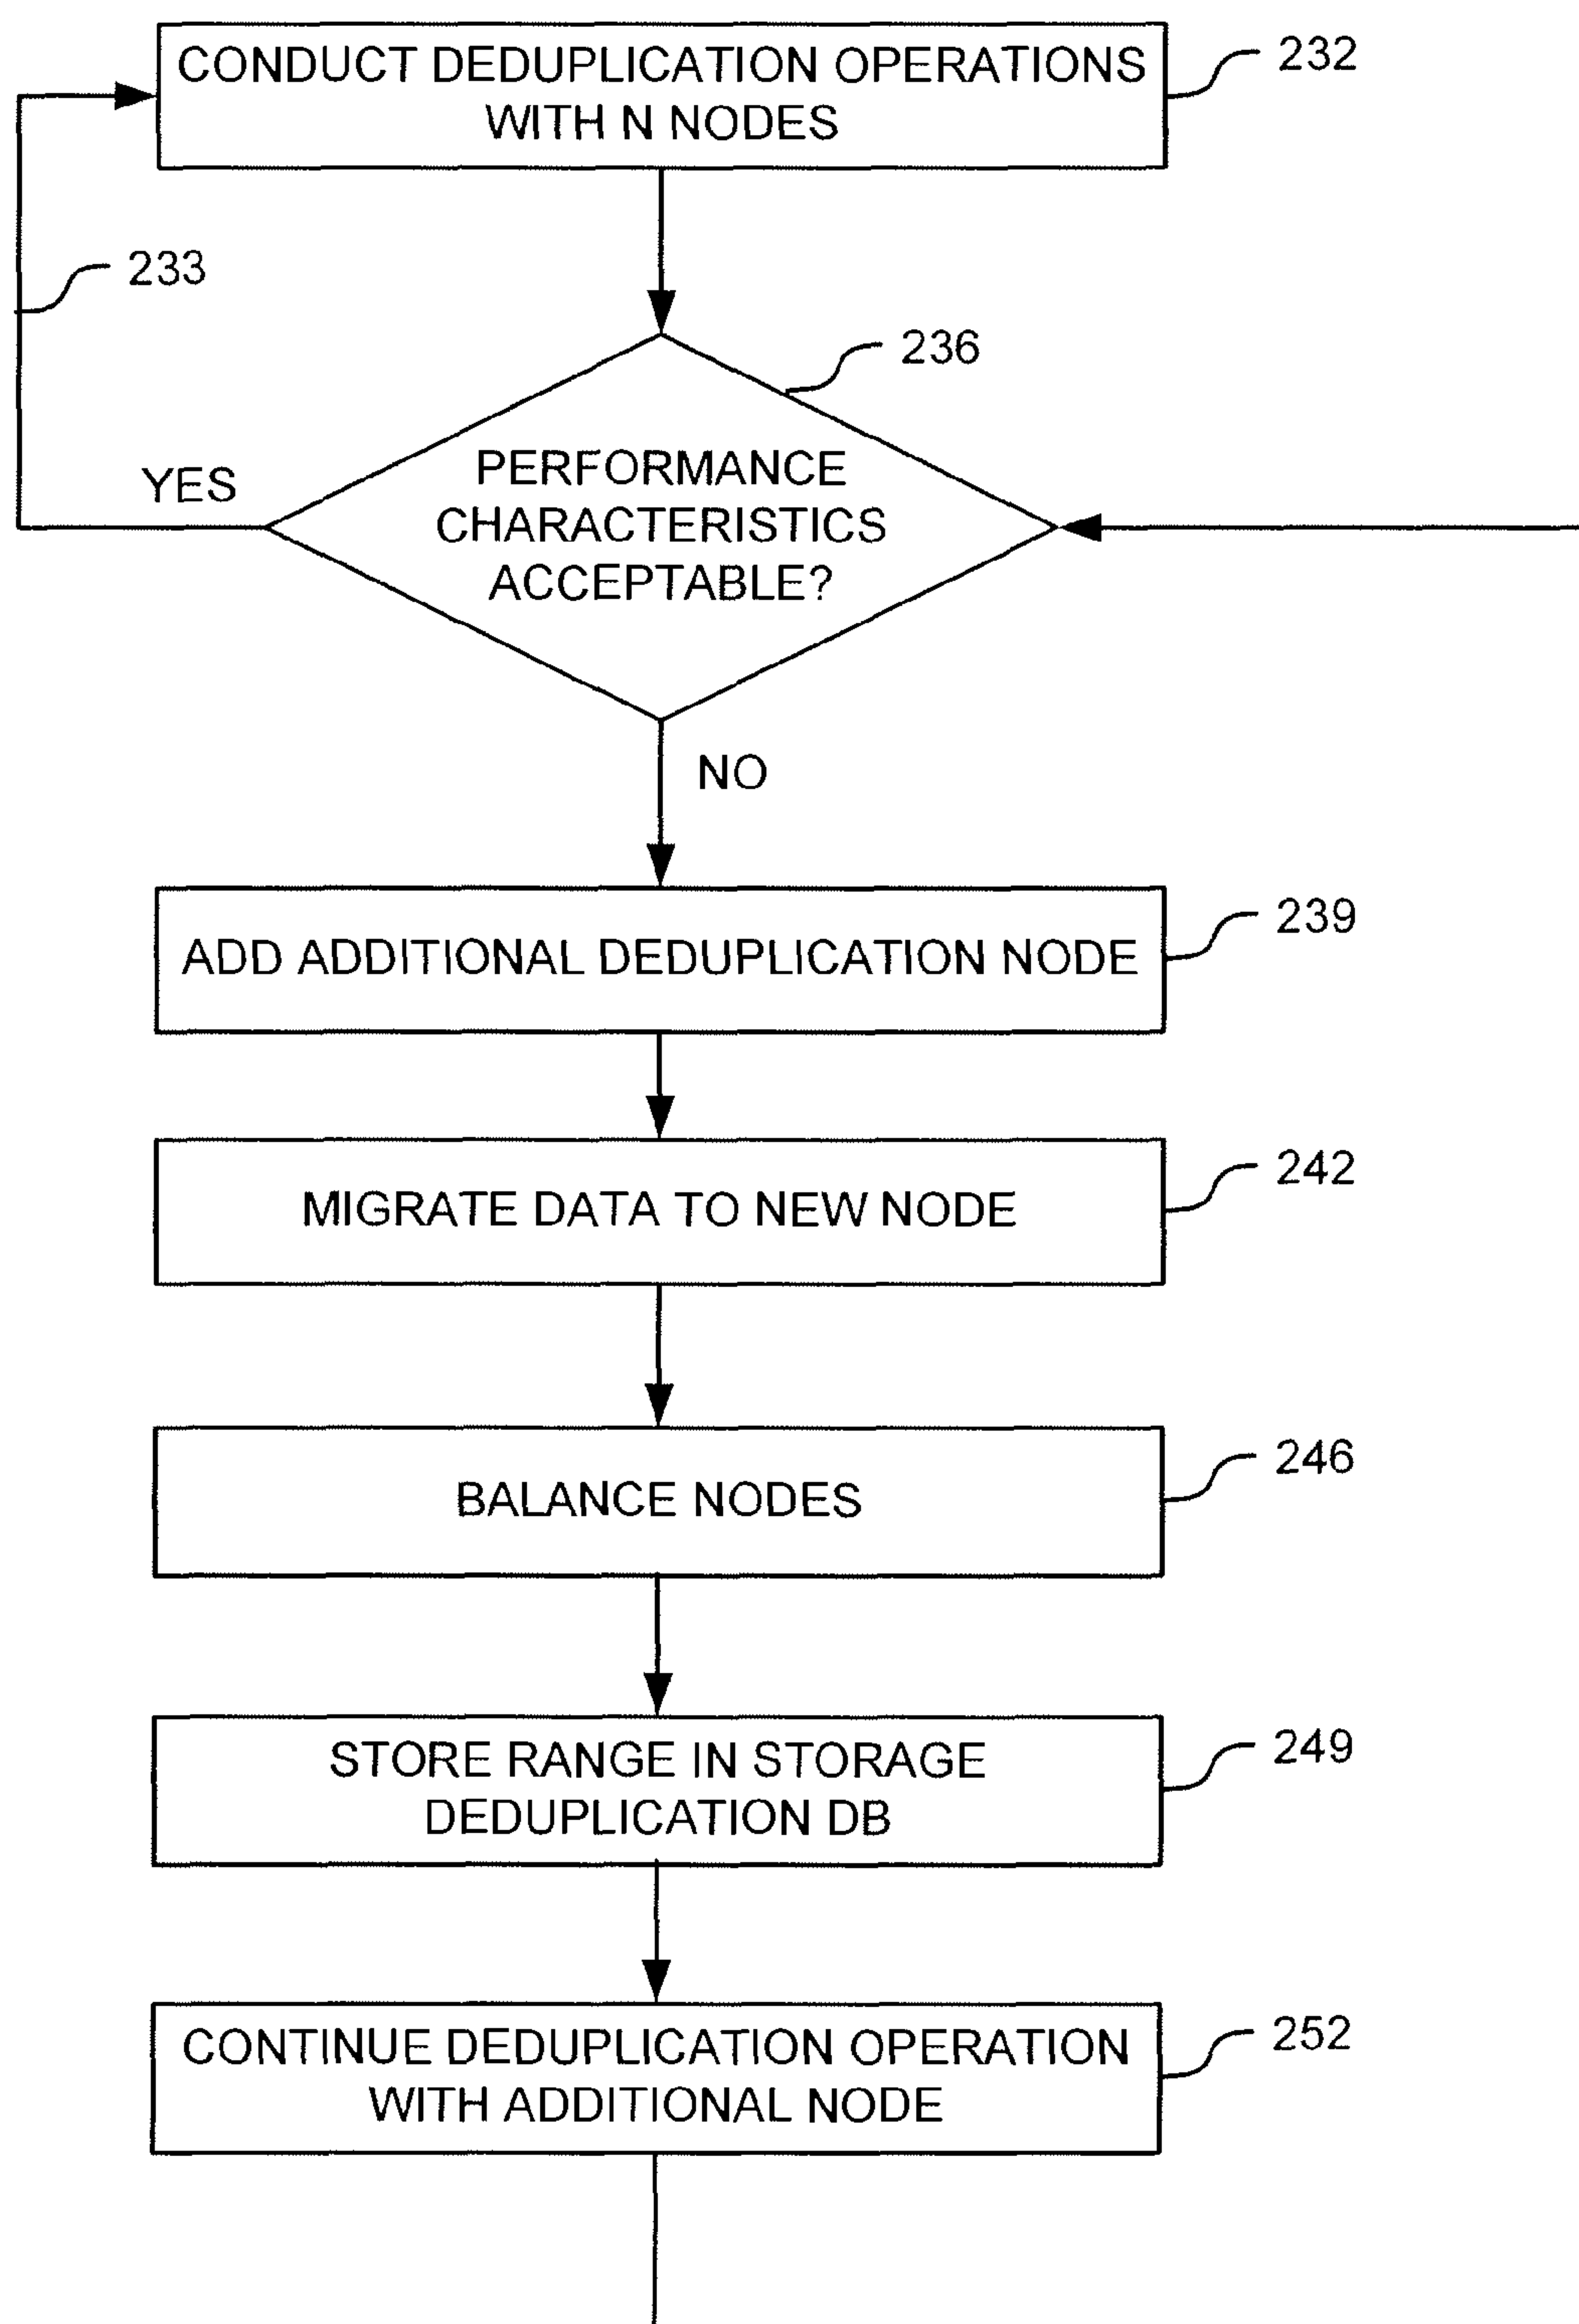 CONDUCT DEDUPLICATION OPERATIONS
WITH N NODES
232
233
236
YES
PERFORMANCE
CHARACTERISTICS
ACCEPTABLE?
NO
ADD ADDITIONAL DEDUPLICATION NODE
239
MIGRATE DATA TO NEW NODE
242
BALANCE NODES
246
STORE RANGE IN STORAGE
DEDUPLICATION DB
249
CONTINUE DEDUPLICATION OPERATION
WITH ADDITIONAL NODE
252